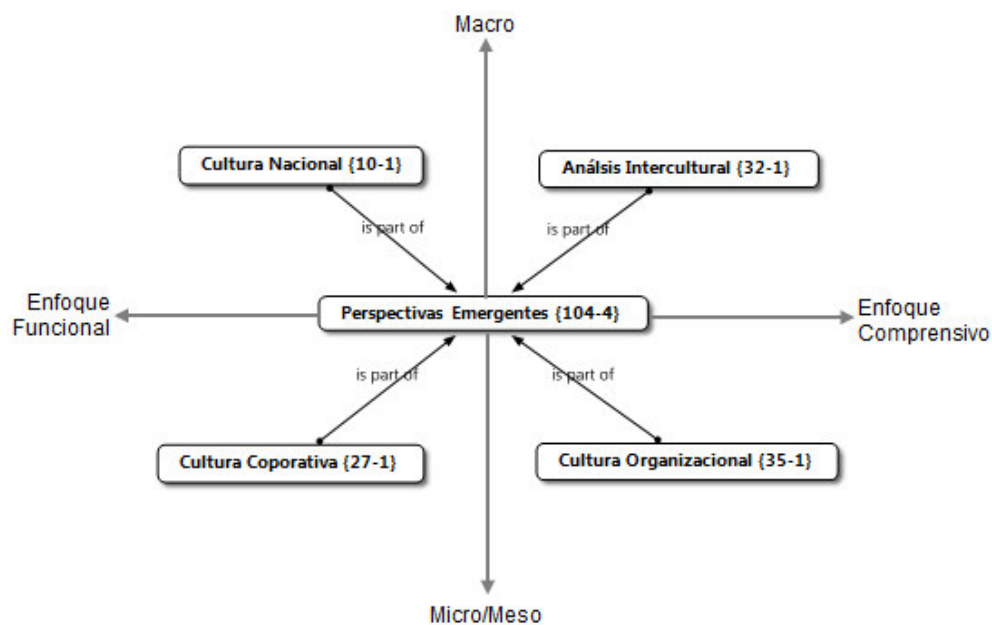 Macro
Cultura Nacional {10-1}
Análsis Intercultural {32-1}
is part of
is part of
Enfoque
Funcional
Perspectivas Emergentes {104-4}
Enfoque
Comprensivo
is part of
is part of
Cultura Coporativa {27-1}
Cultura Organizacional {35-1}
Micro/Meso